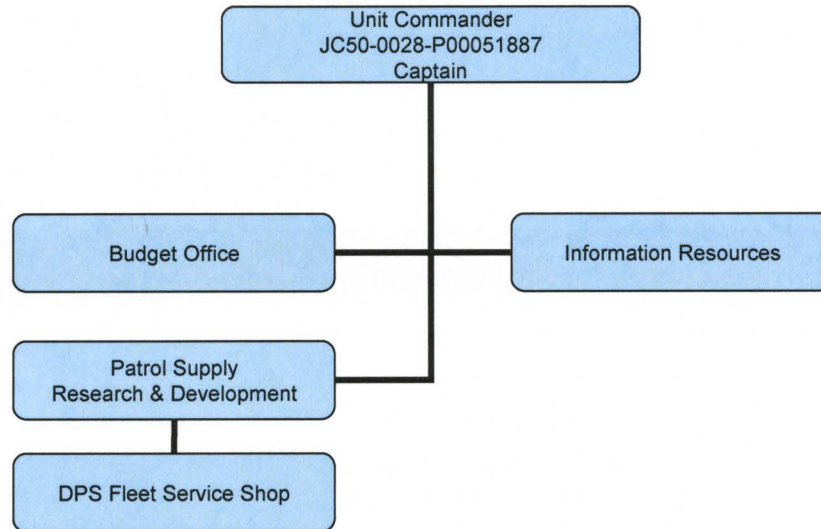 Unit Commander
JC50-0028-P00051887
Captain
Budget Office
Information Resources
Patrol Supply
Research & Development
DPS Fleet Service Shop